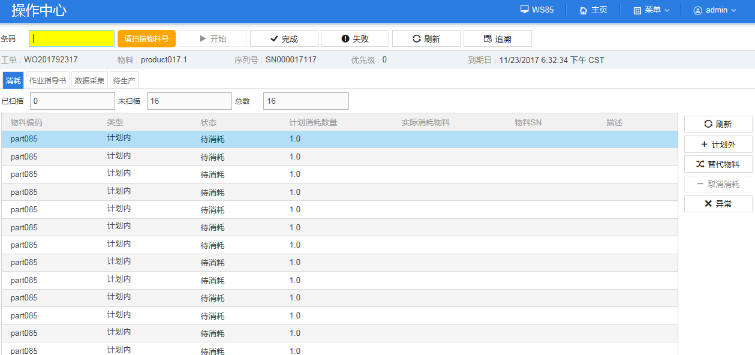 操作中心 WS85 主页 菜单 admin
条码 请扫描物料号 开始 完成 失败 刷新 追溯
工单 : WO201792317 物料 : product017.1 序列号 : SN000017117 优先级 : 0 到期日 : 11/23/2017 6:32:34 下午 CST
消耗 作业指导书 数据采集 待生产
已扫描 0 未扫描 16 总数 16
物料编码 类型 状态 计划消耗数量 实际消耗物料 物料SN 描述
part085 计划内 待消耗 1.0
part085 计划内 待消耗 1.0
part085 计划内 待消耗 1.0
part085 计划内 待消耗 1.0
part085 计划内 待消耗 1.0
part085 计划内 待消耗 1.0
part085 计划内 待消耗 1.0
part085 计划内 待消耗 1.0
part085 计划内 待消耗 1.0
part085 计划内 待消耗 1.0
part085 计划内 待消耗 1.0
part085 计划内 待消耗 1.0
part085 计划内 待消耗 1.0
刷新
计划外
替代物料
取消消耗
异常